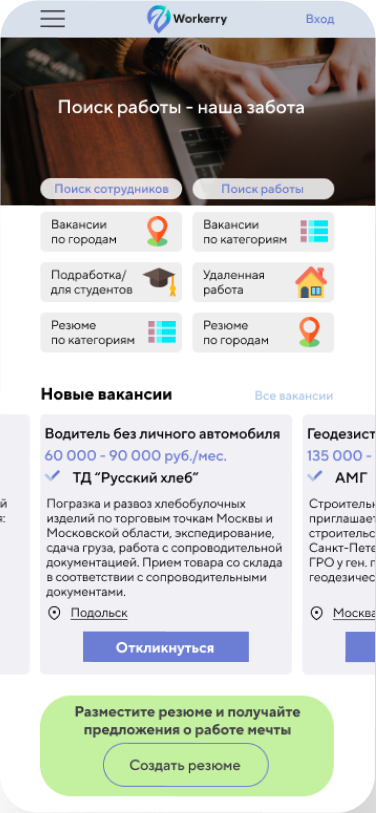 Workerry
Вход
Поиск работы - наша забота
Поиск сотрудников
Поиск работы
Вакансии
по городам
Вакансии
по категориям
Подработка/
для студентов
Удаленная
работа
Резюме
по категориям
Резюме
по городам
Новые вакансии
Все вакансии
й
:
Водитель без личного автомобиля
60 000 - 90 000 руб./мес.
ТД “Русский хлеб”
Погразка и развоз хлебобулочных
изделий по торговым точкам Москвы и
Московской области, экспедирование,
сдача груза, работа с сопроводительной
документацией. Прием товара со склада
в соответствии с сопроводительными
документами.
Подольск
Откликнуться
Геодезист
135 000 -
АМГ
Строительн
приглашает
строительс
Санкт-Пете
ГРО у ген. п
геодезичес
Москва
Разместите резюме и получайте
предложения о работе мечты
Создать резюме